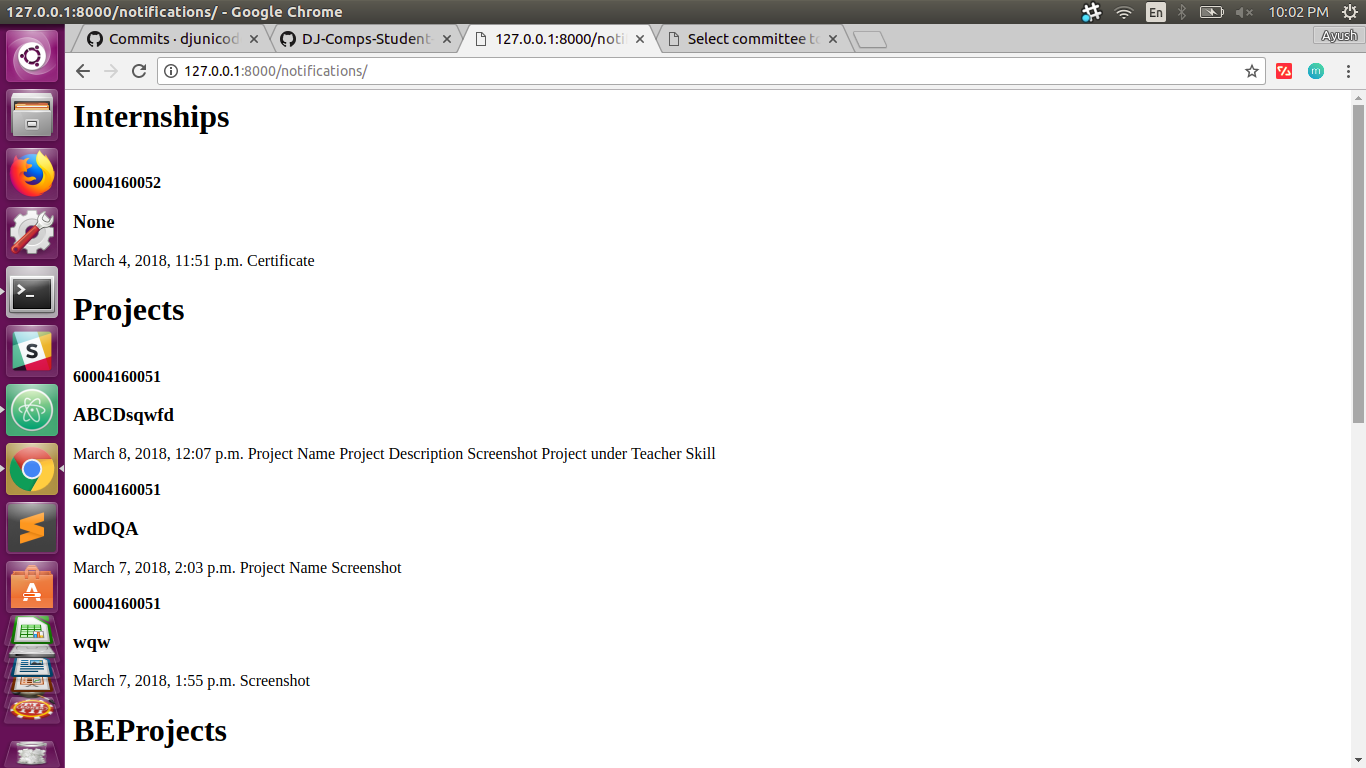 127.0.0.1:8000/notifications/ - Google Chrome
En
10:02 PM
Commits · djunicod
DJ-Comps-Student-
127.0.0.1:8000/noti
Select committee to
Ayush
127.0.0.1:8000/notifications/
m
Internships
60004160052
None
March 4, 2018, 11:51 p.m. Certificate
Projects
60004160051
ABCDsqwfd
March 8, 2018, 12:07 p.m. Project Name Project Description Screenshot Project under Teacher Skill
60004160051
wdDQA
March 7, 2018, 2:03 p.m. Project Name Screenshot
60004160051
wqw
March 7, 2018, 1:55 p.m. Screenshot
BEProjects